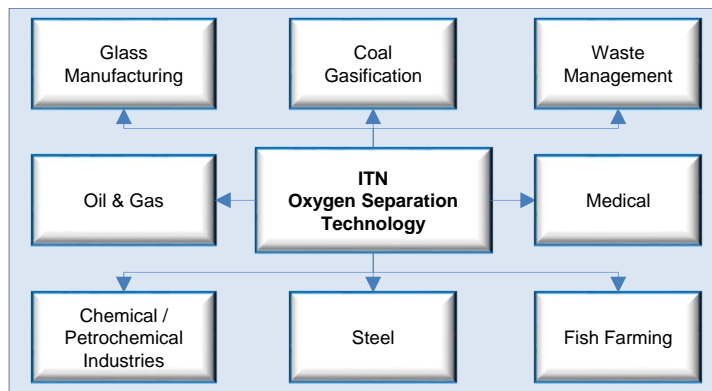 Glass
Manufacturing
Coal
Gasification
Waste
Management
Oil & Gas
ITN
Oxygen Separation
Technology
Medical
Chemical /
Petrochemical
Industries
Steel
Fish Farming